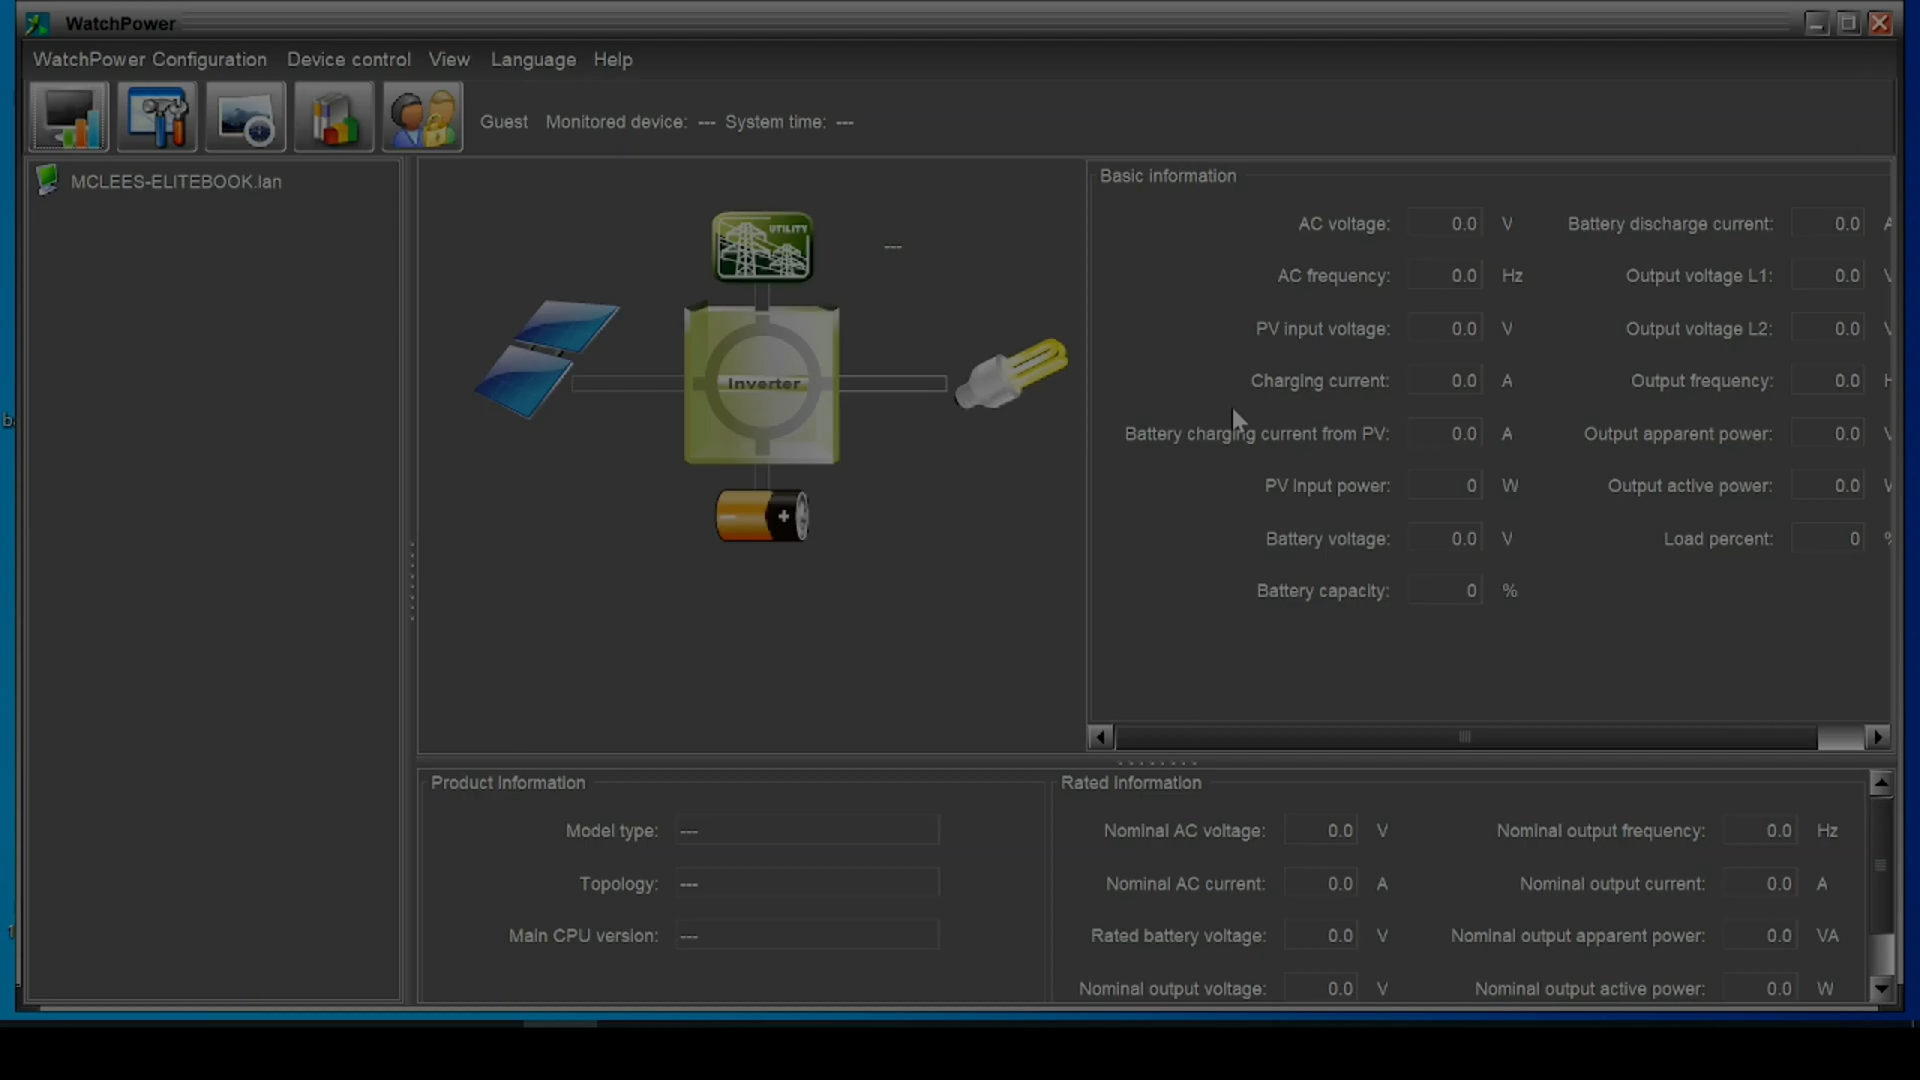 WatchPower
WatchPower Configuration Device control View Language Help
Guest Monitored device: --- System time: ---
MCLEES-ELITEBOOK.lan
UTILITY
---
Inverter
+
Basic information
AC voltage: 0.0 V Battery discharge current: 0.0 A
AC frequency: 0.0 Hz Output voltage L1: 0.0
PV input voltage: 0.0 V Output voltage L2: 0.0
Charging current: 0.0 A Output frequency: 0.0
Battery charging current from PV: 0.0 A Output apparent power: 0.0
PV Input power: 0 W Output active power: 0.0
Battery voltage: 0.0 V Load percent: 0 %
Battery capacity: 0 %
Product Information
Model type: ---
Topology: ---
Main CPU version: ---
Rated Information
Nominal AC voltage: 0.0 V Nominal output frequency: 0.0 Hz
Nominal AC current: 0.0 A Nominal output current: 0.0 A
Rated battery voltage: 0.0 V Nominal output apparent power: 0.0 VA
Nominal output voltage: 0.0 V Nominal output active power: 0.0 W